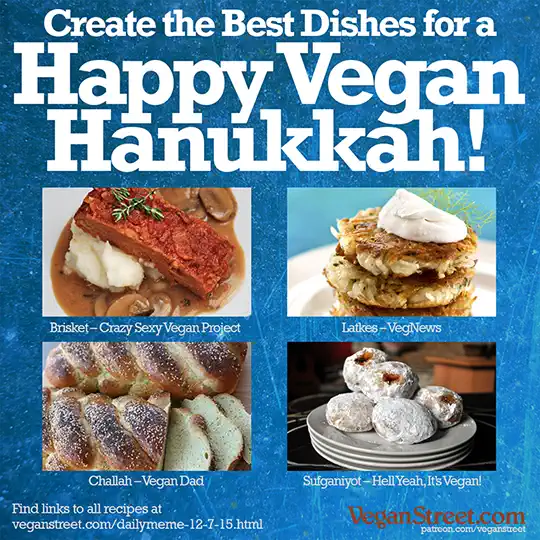 Create the Best Dishes for a
Happy Vegan
Hanukkah!
Brisket – Crazy Sexy Vegan Project
Latkes – VegNews
Challah – Vegan Dad
Sufganiyot – Hell Yeah, It's Vegan!
Find links to all recipes at
veganstreet.com/dailymeme-12-7-15.html
VeganStreet.com
patreon.com/veganstreet